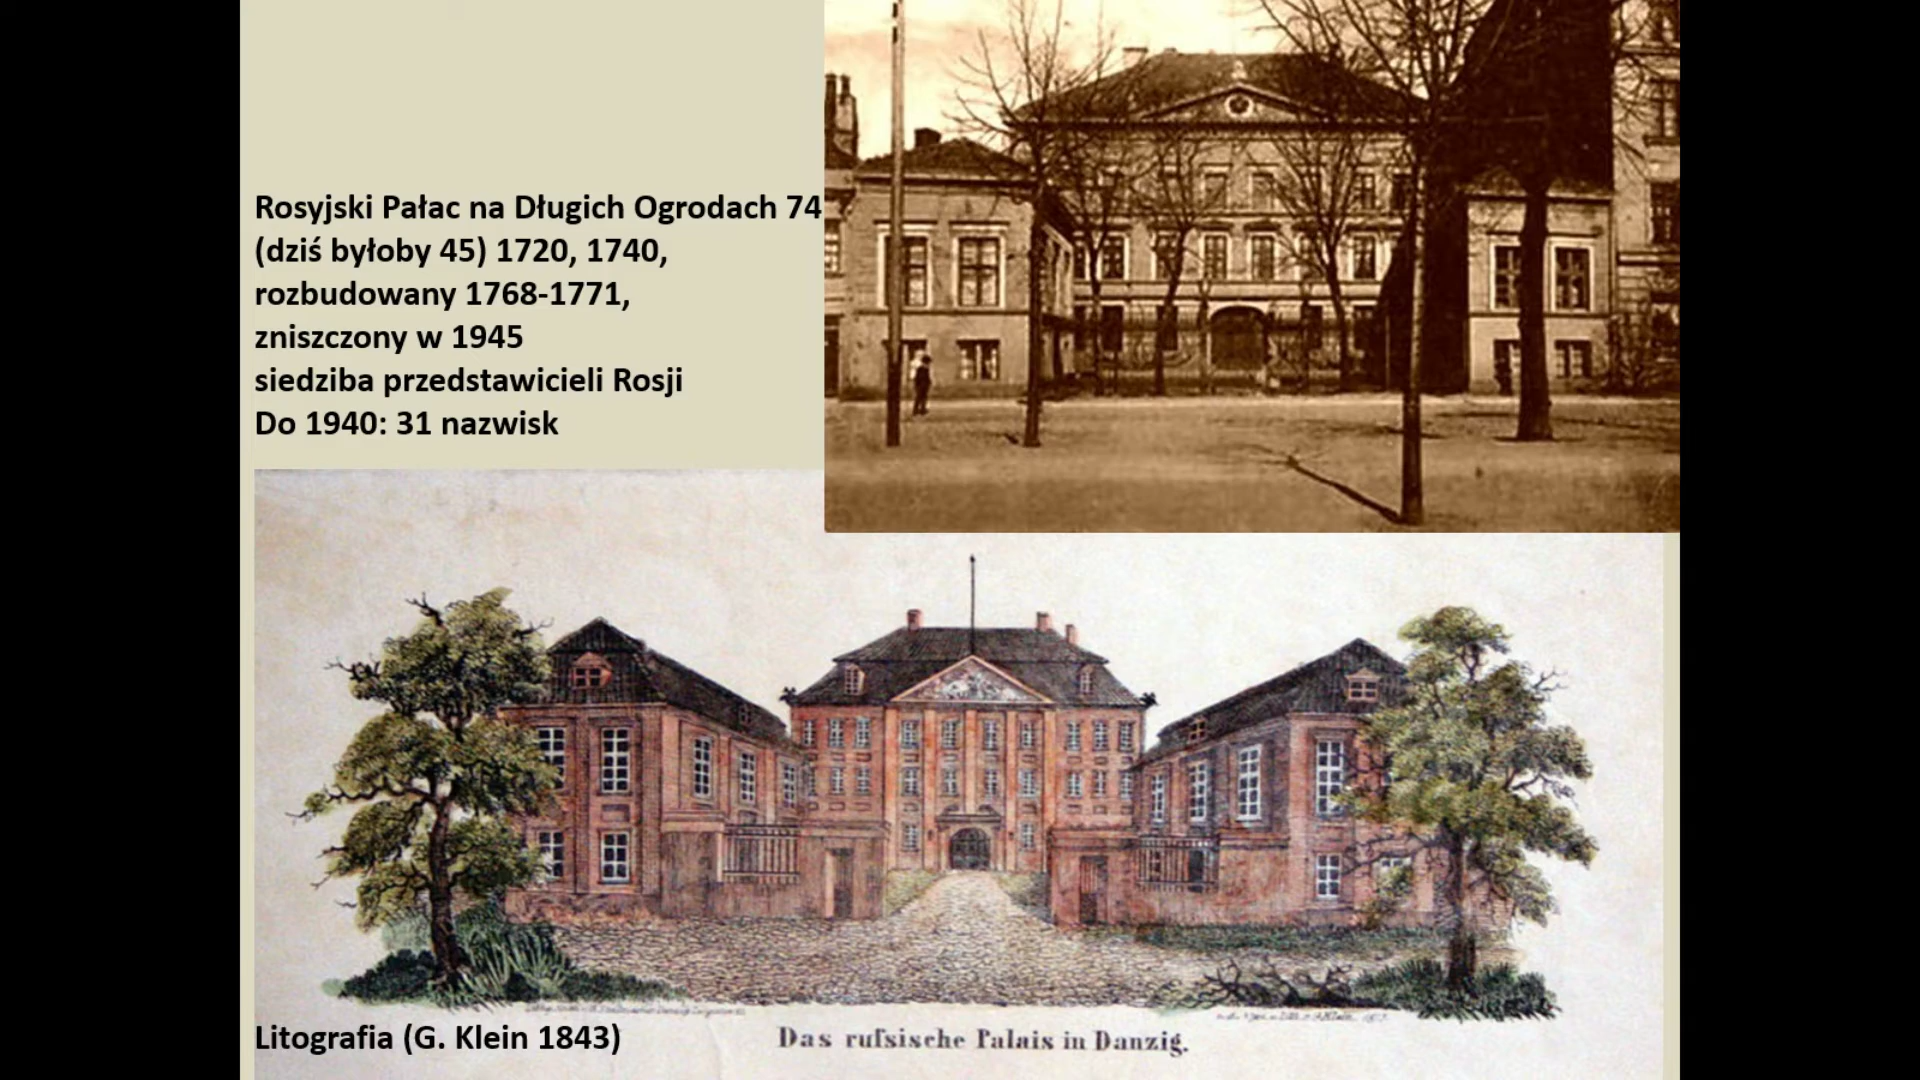 Rosyjski Pałac na Długich Ogrodach 74
(dziś byłoby 45) 1720, 1740,
rozbudowany 1768-1771,
zniszczony w 1945
siedziba przedstawicieli Rosji
Do 1940: 31 nazwisk
Litografia (G. Klein 1843)
Das rufsische Palais in Danzig.